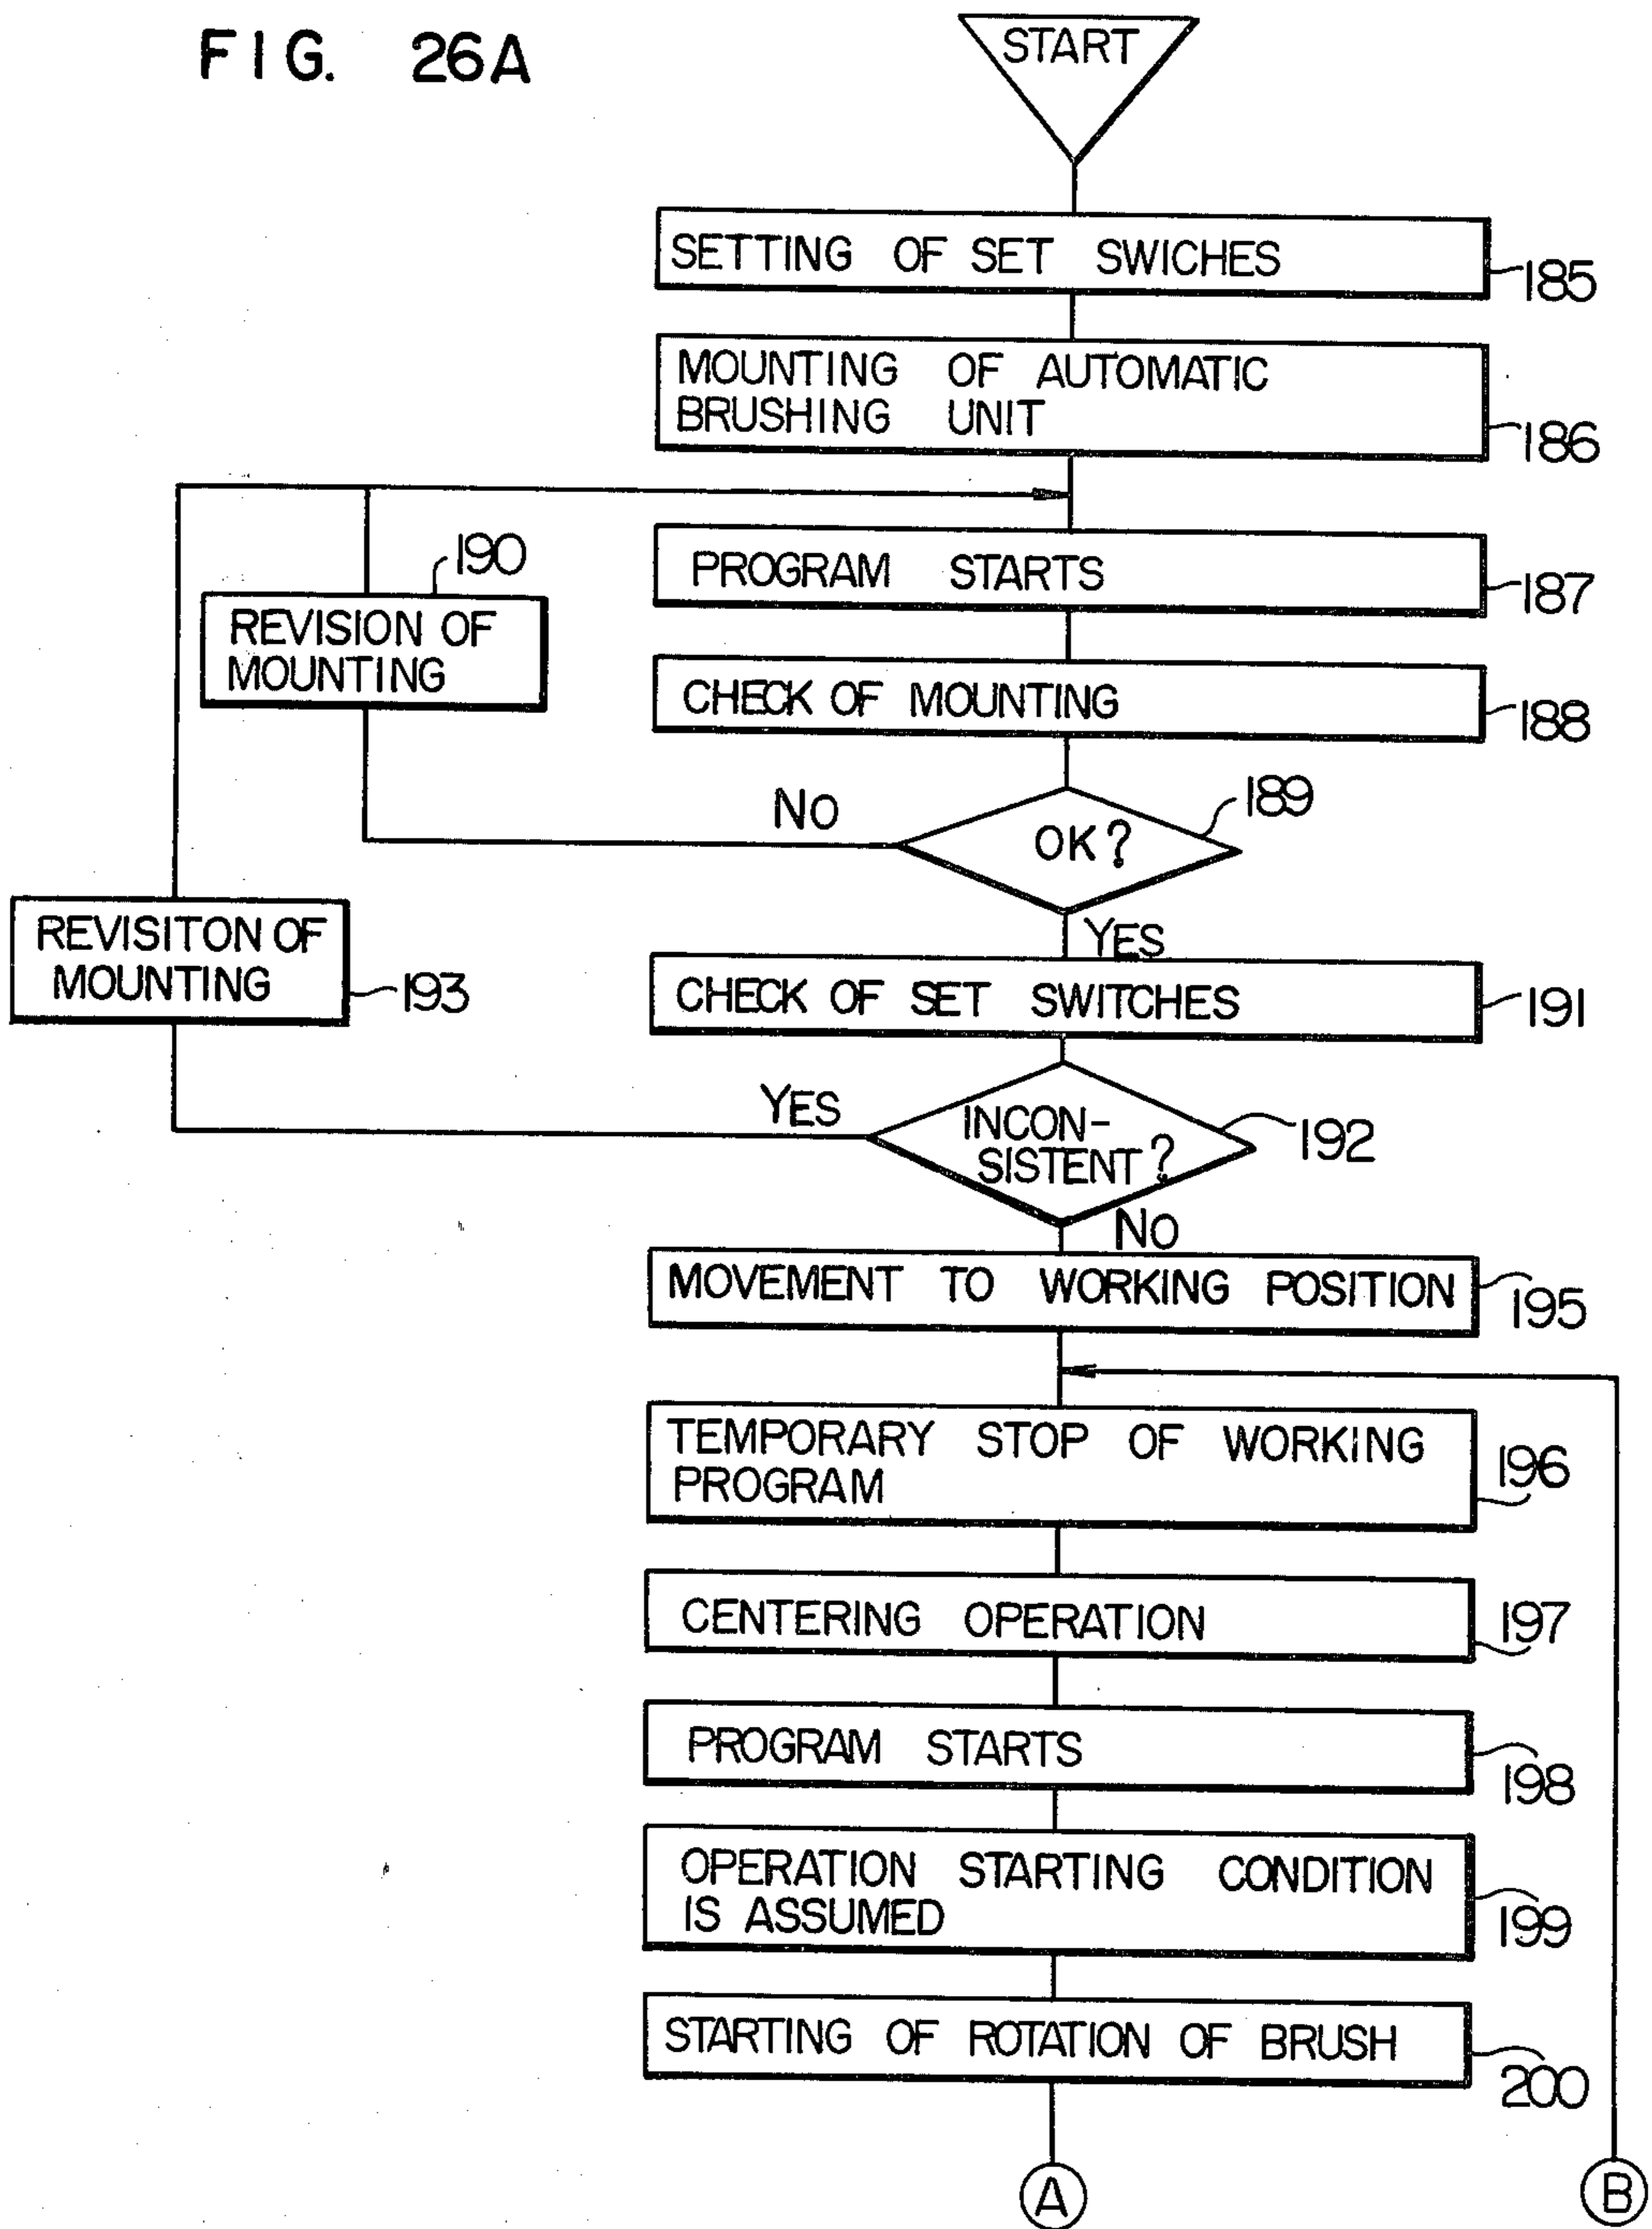 FIG. 26A
START
SETTING OF SET SWICHES
185
MOUNTING OF AUTOMATIC
BRUSHING UNIT
186
PROGRAM STARTS
187
190
REVISION OF
MOUNTING
CHECK OF MOUNTING
188
NO
OK?
189
YES
REVISITON OF
MOUNTING
193
CHECK OF SET SWITCHES
191
YES
INCON-
SISTENT?
192
NO
MOVEMENT TO WORKING POSITION
195
TEMPORARY STOP OF WORKING
PROGRAM
196
CENTERING OPERATION
197
PROGRAM STARTS
198
OPERATION STARTING CONDITION
IS ASSUMED
199
STARTING OF ROTATION OF BRUSH
200
A
B